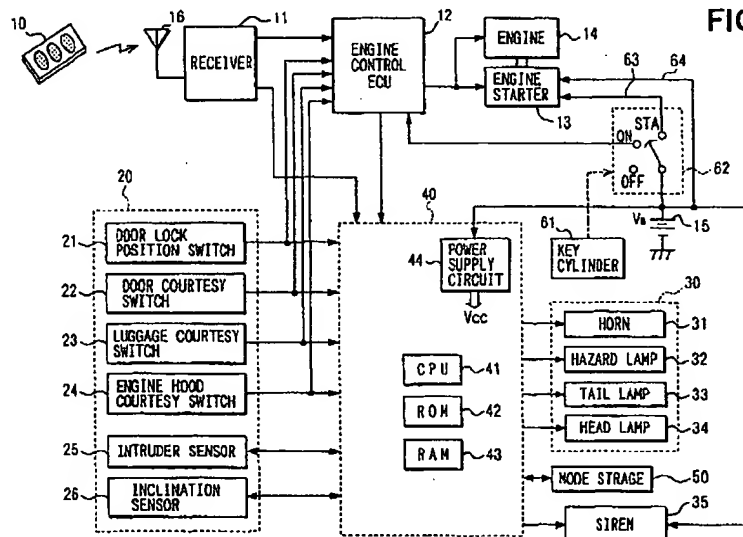 FIG
10
16
11
12
RECEIVER
ENGINE
CONTROL
ECU
ENGINE
14
ENGINE
STARTER
13
63
64
STA
ON
OFF
62
20
21
DOOR LOCK
POSITION SWITCH
22
DOOR COURTESY
SWITCH
23
LUGGAGE COURTESY
SWITCH
24
ENGINE HOOD
COURTESY SWITCH
25
INTRUDER SENSOR
26
INCLINATION
SENSOR
40
44
POWER
SUPPLY
CIRCUIT
Vcc
CPU
41
ROM
42
RAM
43
61
KEY
CYLINDER
VB
15
30
HORN
31
HAZARD LAMP
32
TAIL LAMP
33
HEAD LAMP
34
MODE STRAGE
50
SIREN
35